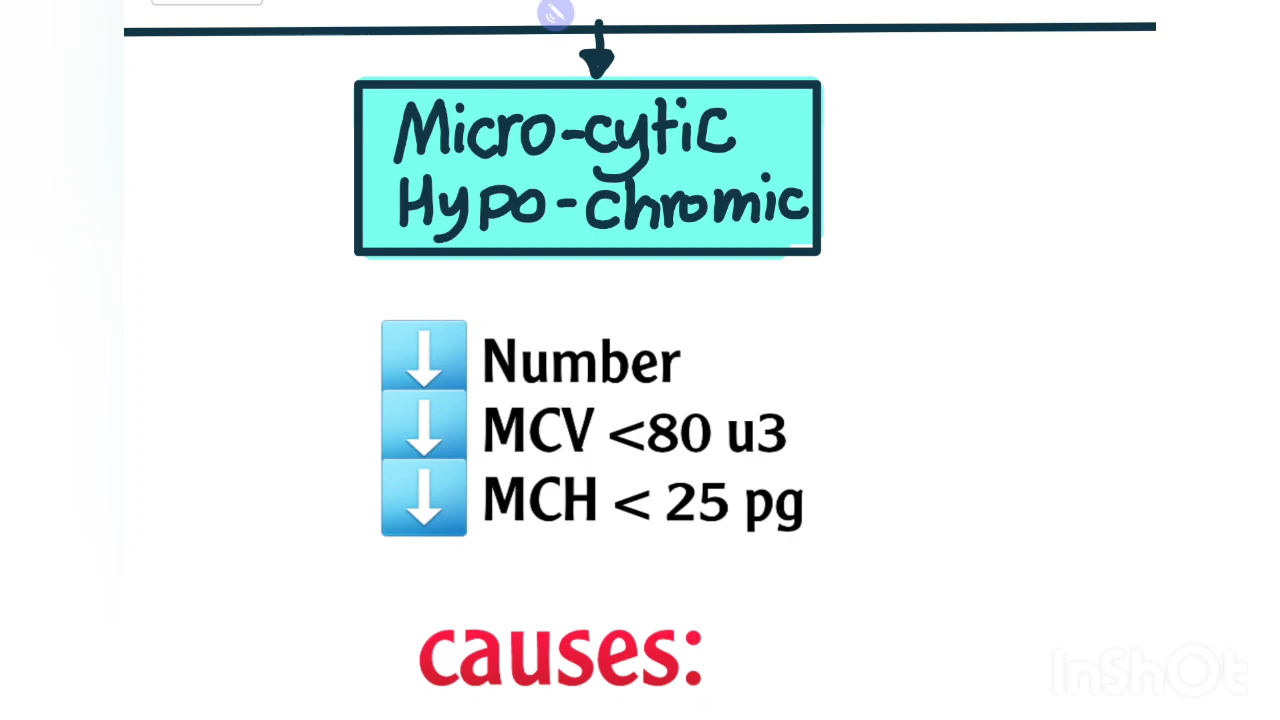 Micro-cytic
Hypo-chromic
Number
MCV <80 u3
MCH < 25 pg
causes:
InShOt